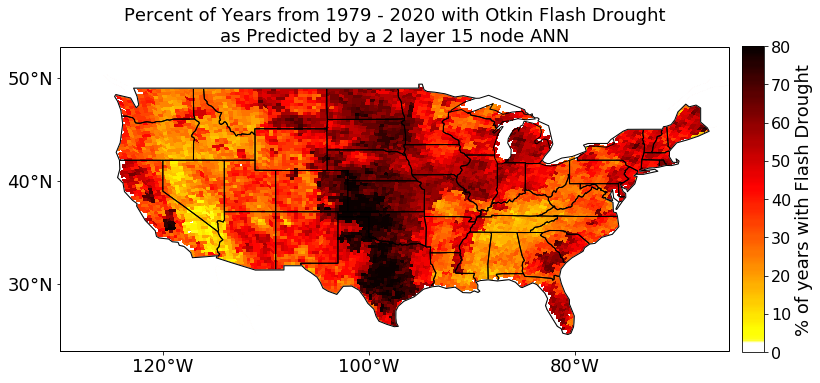 Percent of Years from 1979 - 2020 with Otkin Flash Drought
as Predicted by a 2 layer 15 node ANN
50°N
40°N
30°N
120°W
100°W
80°W
80
70
60
50
40
30
20
10
0
% of years with Flash Drought